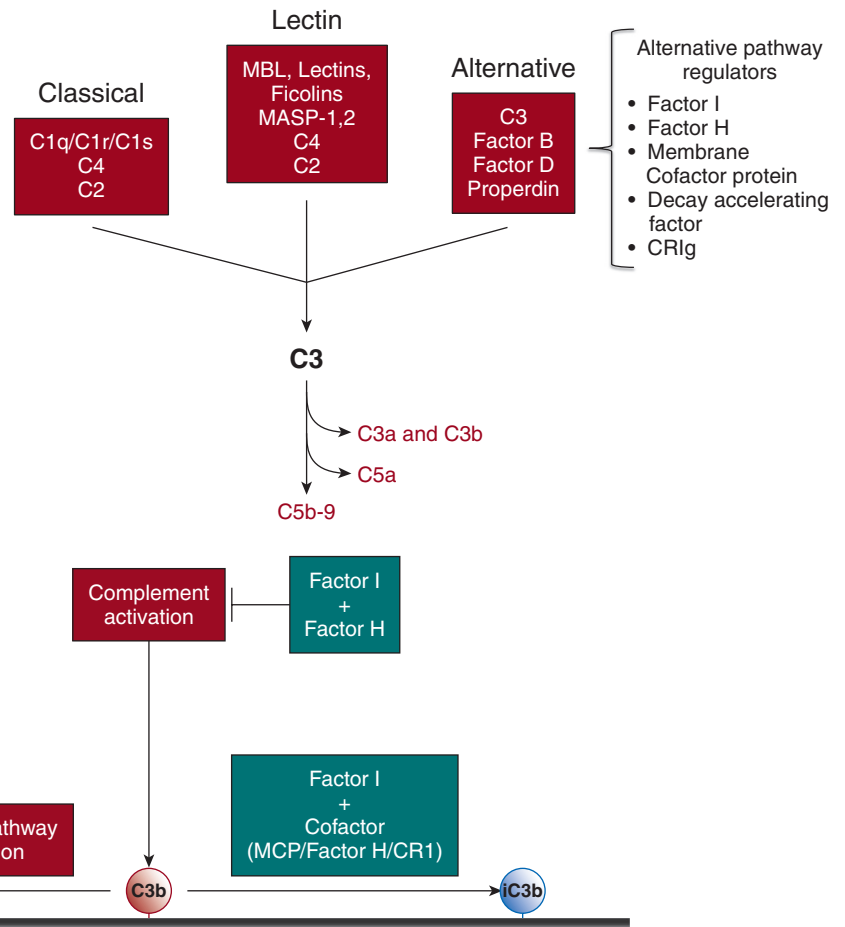 Lectin
MBL, Lectins,
Ficolins
MASP-1,2
C4
C2
Classical
C1q/C1r/C1s
C4
C2
Alternative
C3
Factor B
Factor D
Properdin
Alternative pathway
regulators
• Factor I
• Factor H
• Membrane
Cofactor protein
• Decay accelerating
factor
• CRIg
C3
C3a and C3b
C5a
C5b-9
Complement
activation
Factor I
+
Factor H
Factor I
+
Cofactor
(MCP/Factor H/CR1)
athway
on
C3b
iC3b